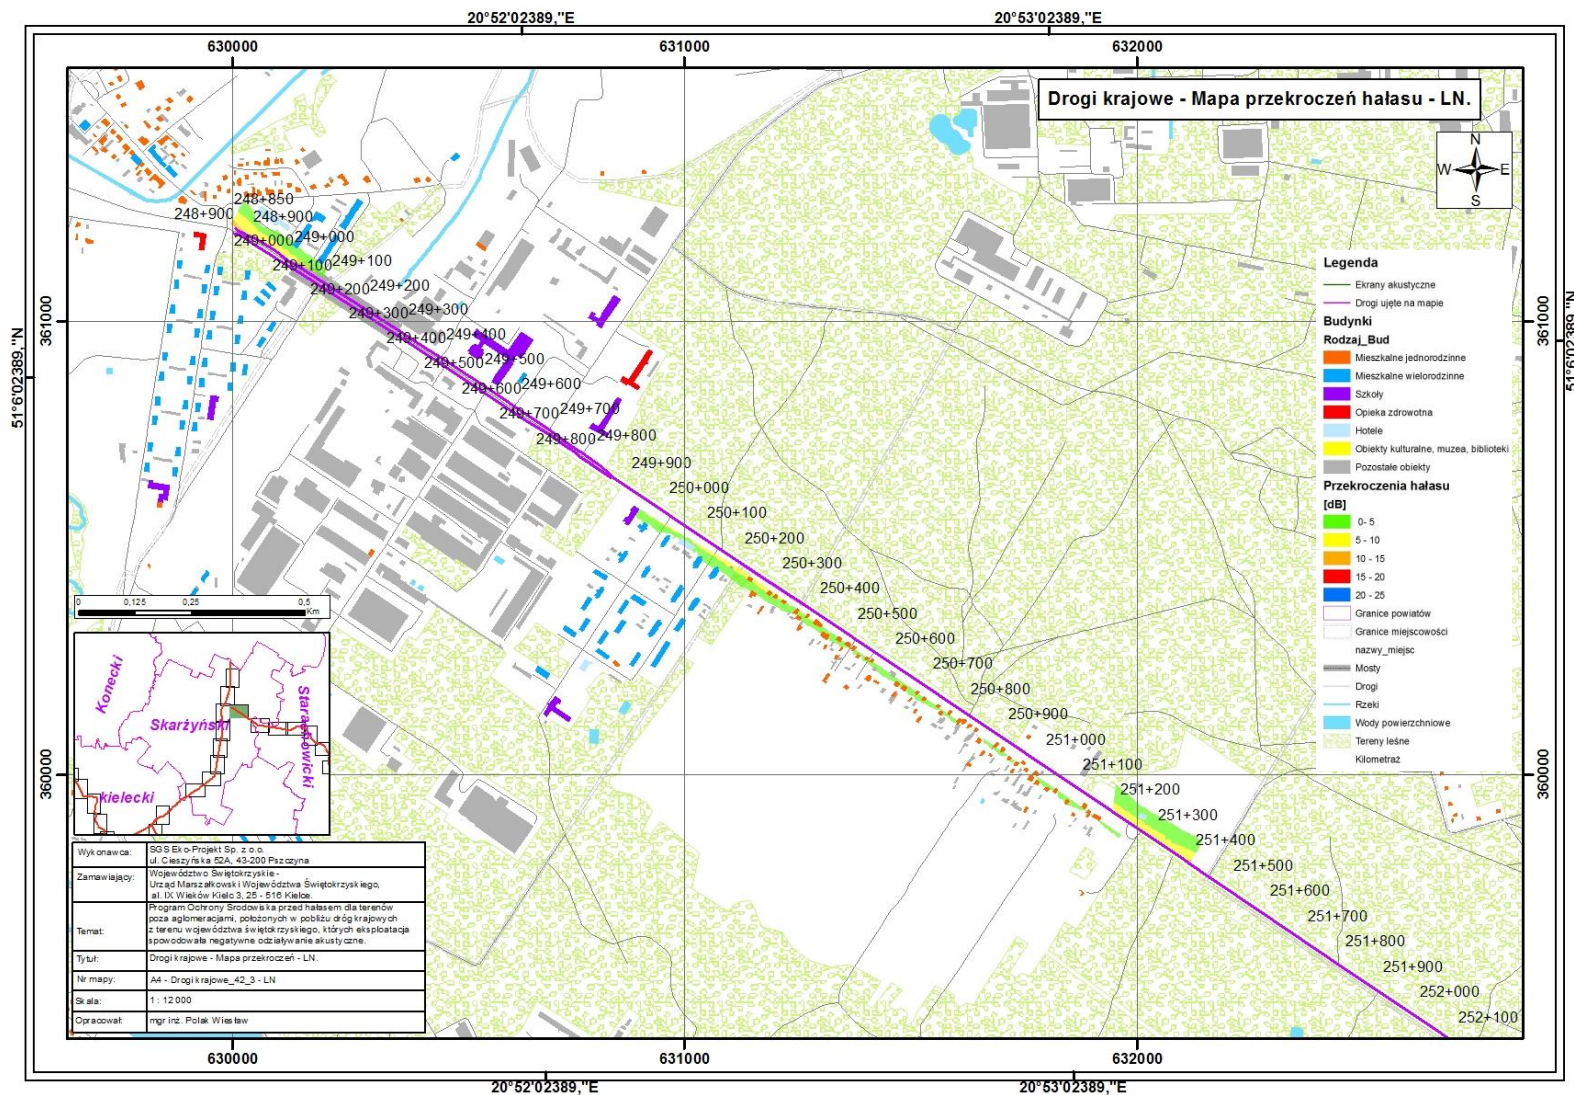 20°52'02389,"E
20°53'02389,"E
630000
631000
632000
Drogi krajowe - Mapa przekroczeń hałasu - LN.
N
W
E
S
248+850
248+900
248+900
249+000
249+000
249+100
249+100
249+200
249+200
249+300
249+300
249+400
249+400
249+500
249+500
249+600
249+600
249+700
249+700
249+800
249+800
249+900
250+000
250+100
250+200
250+300
250+400
250+500
250+600
250+700
250+800
250+900
251+000
251+100
251+200
251+300
251+400
251+500
251+600
251+700
251+800
251+900
252+000
252+100
361000
51°6'02389,"N
361000
51°6'02389,"N
360000
360000
Legenda
Ekrany akustyczne
Drogi ujęte na mapie
Budynki
Rodzaj_Bud
Mieszkalne jednorodzinne
Mieszkalne wielorodzinne
Szkoły
Opieka zdrowotna
Hotele
Obiekty kulturalne, muzea, biblioteki
Pozostałe obiekty
Przekroczenia hałasu
[dB]
0- 5
5 - 10
10 - 15
15 - 20
20 - 25
Granice powiatów
Granice miejscowości
nazwy_miejsc
Mosty
Drogi
Rzeki
Wody powierzchniowe
Tereny leśne
Kilometraż
0 0,125 0,25 0,5
Km
Konecki
Skarżyński
Starachowicki
kielecki
Wykonawca: SGS Eko-Projekt Sp. z o.o.
ul. Cieszyńska 52A, 43-200 Pszczyna
Zamawiający: Województwo Świętokrzyskie -
Urząd Marszałkowski Województwa Świętokrzyskiego,
al. IX Wieków Kielc 3, 25 - 516 Kielce.
Temat: Program Ochrony Środowiska przed hałasem dla terenów
poza aglomeracjami, położonych w pobliżu dróg krajowych
z terenu województwa świętokrzyskiego, których eksploatacja
spowodowała negatywne oddziaływanie akustyczne.
Tytuł: Drogi krajowe - Mapa przekroczeń - LN.
Nr mapy: A4 - Drogi krajowe_42_3 - LN
Skala: 1 : 12 000
Opracował: mgr inż. Polak Wiesław
630000
631000
632000
20°52'02389,"E
20°53'02389,"E